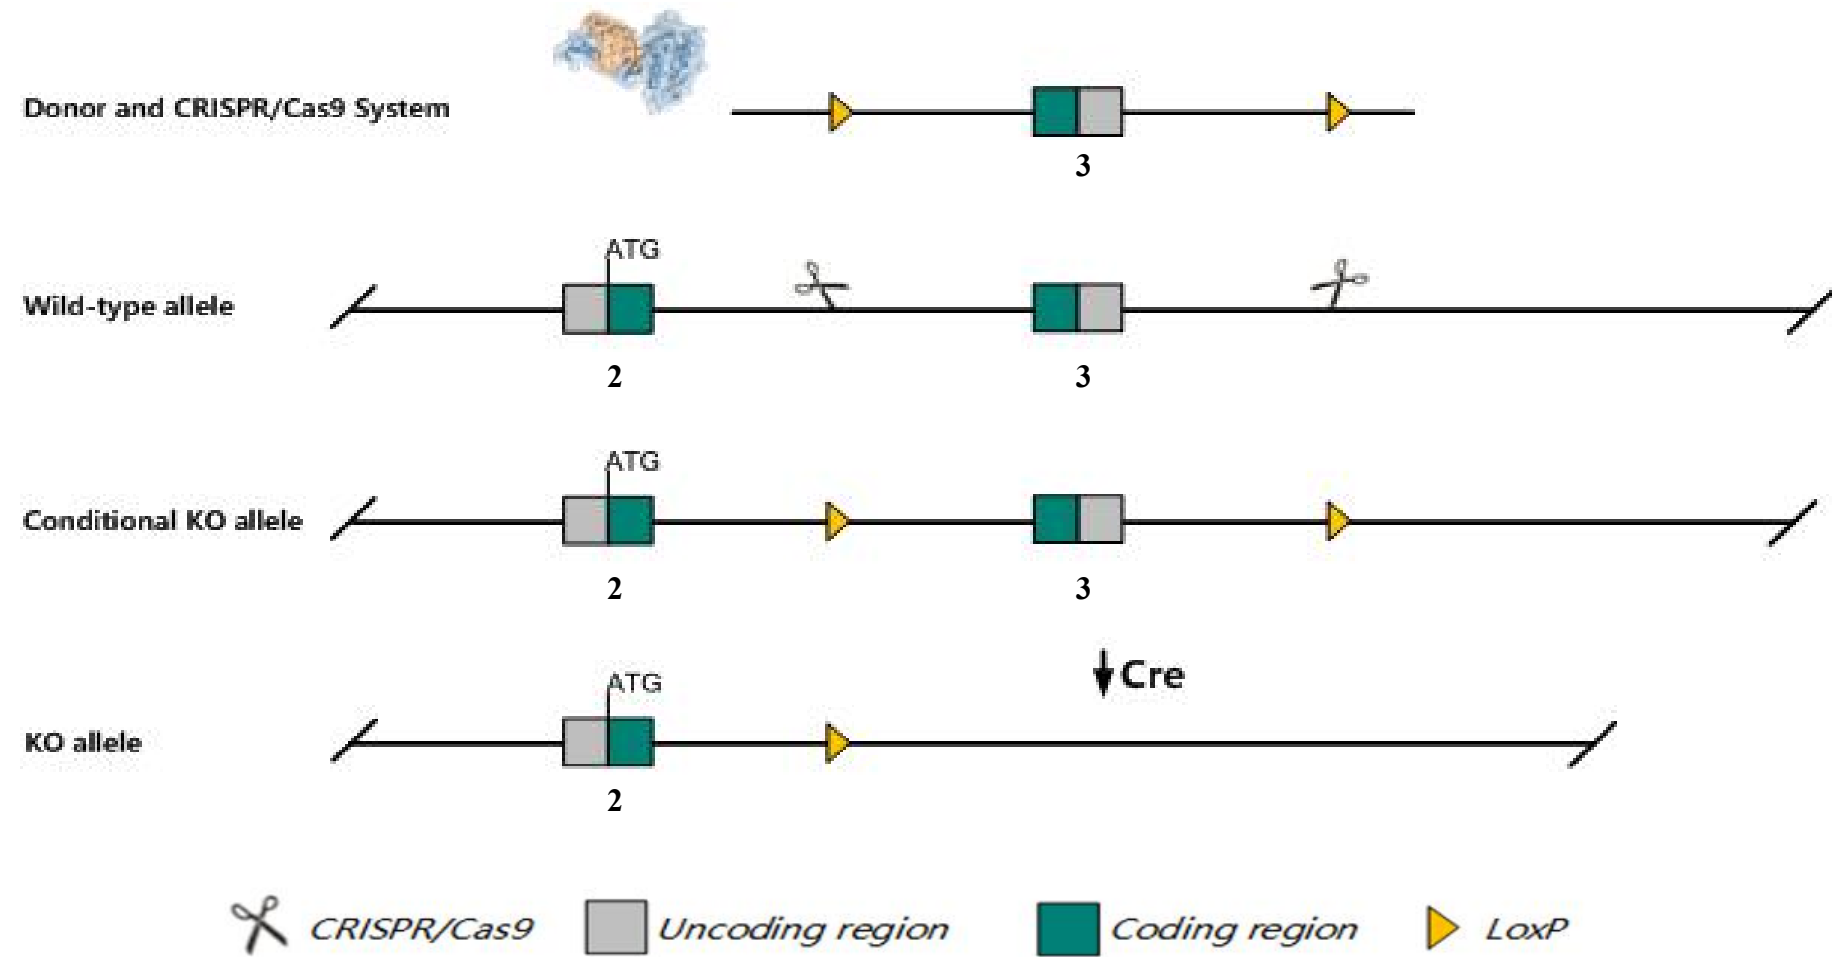 Donor and CRISPR/Cas9 System
3
ATG
Wild-type allele
2 3
ATG
Conditional KO allele
2 3
Cre
ATG
KO allele
2
CRISPR/Cas9 Uncoding region Coding region LoxP